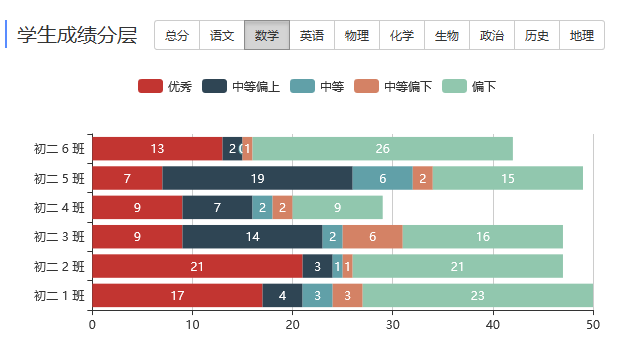 学生成绩分层
总分 语文 数学 英语 物理 化学 生物 政治 历史 地理
优秀 中等偏上 中等 中等偏下 偏下
初二 6 班 13 2 0 1 26
初二 5 班 7 19 6 2 15
初二 4 班 9 7 2 2 9
初二 3 班 9 14 2 6 16
初二 2 班 21 3 1 1 21
初二 1 班 17 4 3 3 23
0 10 20 30 40 50